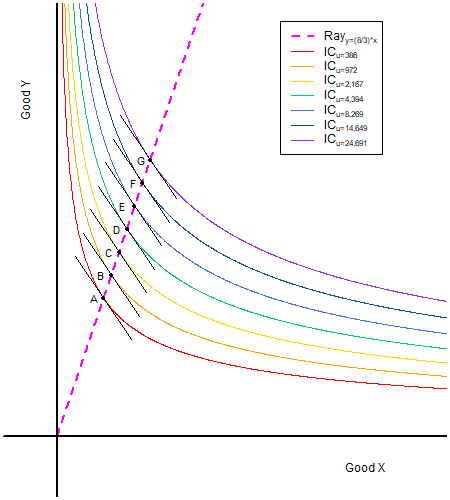 Good Y
Ray y=(8/3)*x
IC u=386
IC u=972
IC u=2,167
IC u=4,394
IC u=8,269
IC u=14,649
IC u=24,691
G
F
E
D
C
B
A
Good X